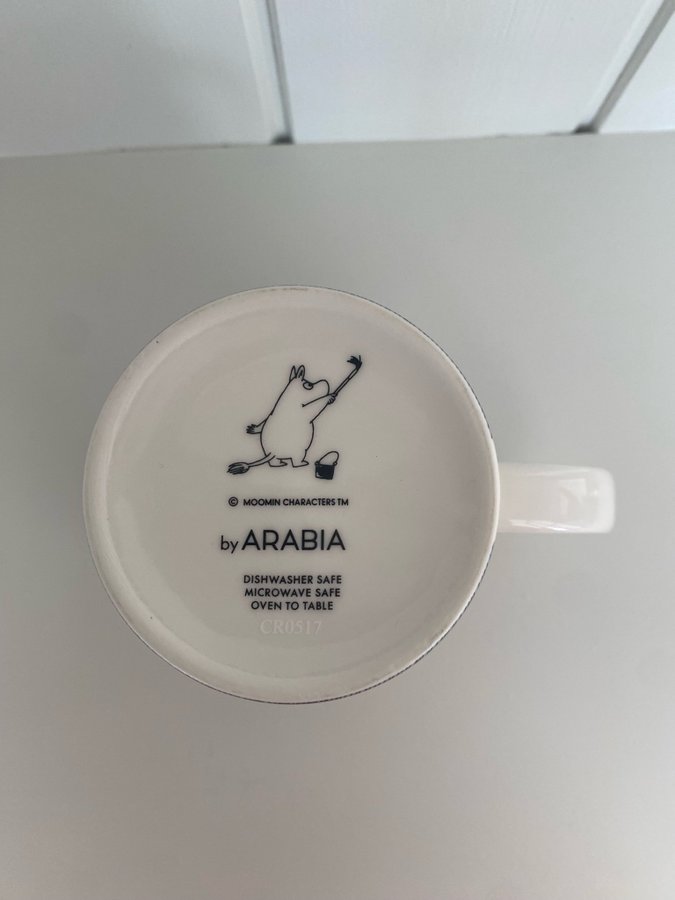 © MOOMIN CHARACTERS TM
by ARABIA
DISHWASHER SAFE
MICROWAVE SAFE
OVEN TO TABLE
CR0517